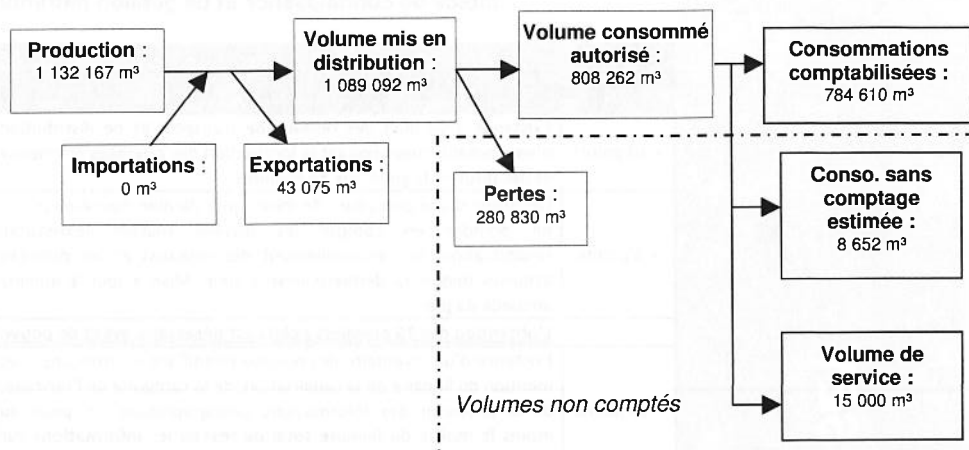 Production :
1 132 167 m³
Volume mis en
distribution :
1 089 092 m³
Volume consommé
autorisé :
808 262 m³
Consommations
comptabilisées :
784 610 m³
Importations :
0 m³
Exportations :
43 075 m³
Pertes :
280 830 m³
Conso. sans
comptage
estimée :
8 652 m³
Volume de
service :
15 000 m³
Volumes non comptés